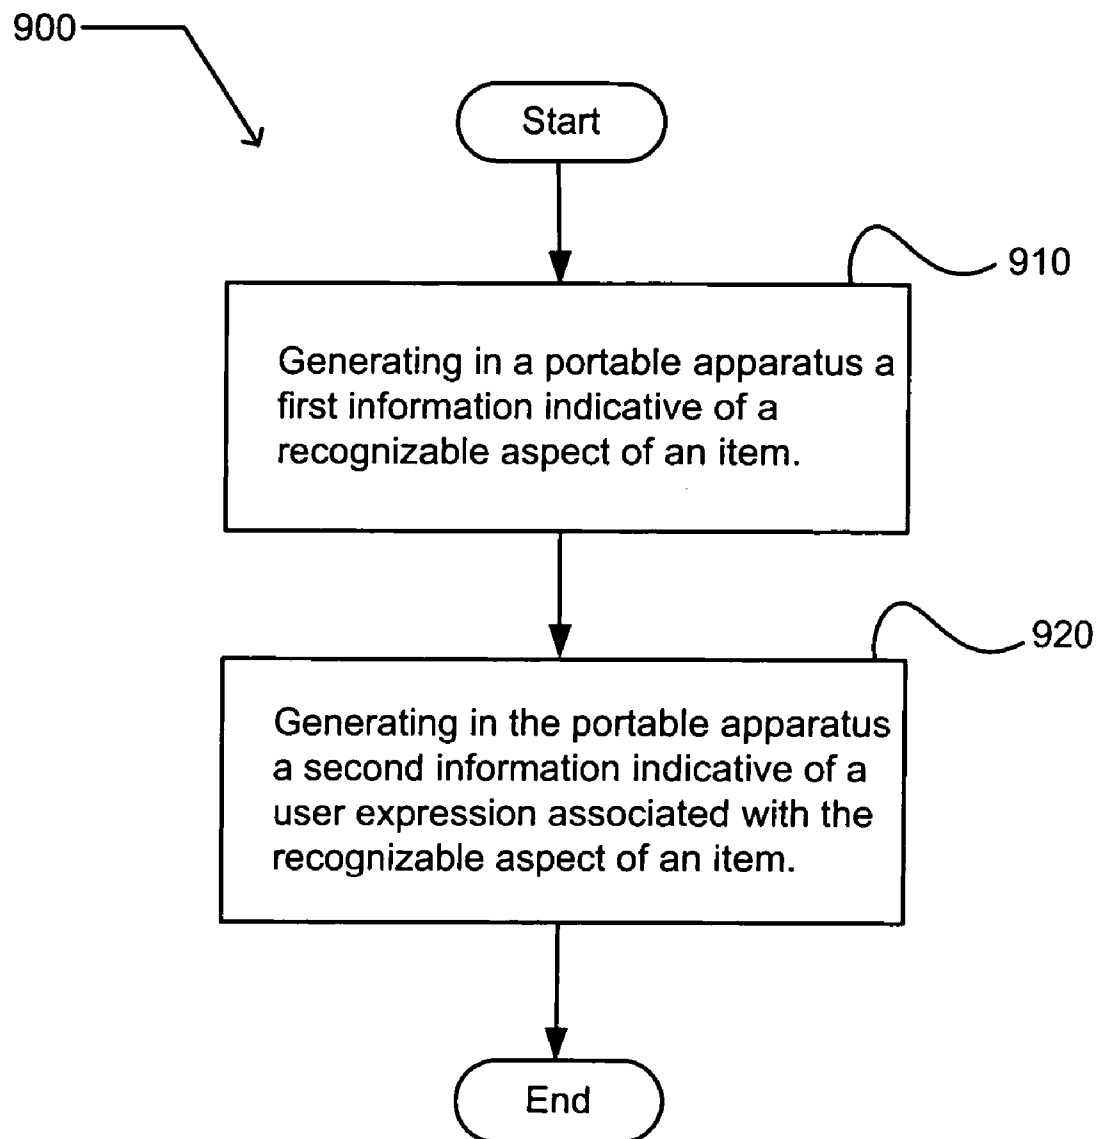 900
Start
910
Generating in a portable apparatus a
first information indicative of a
recognizable aspect of an item.
920
Generating in the portable apparatus
a second information indicative of a
user expression associated with the
recognizable aspect of an item.
End